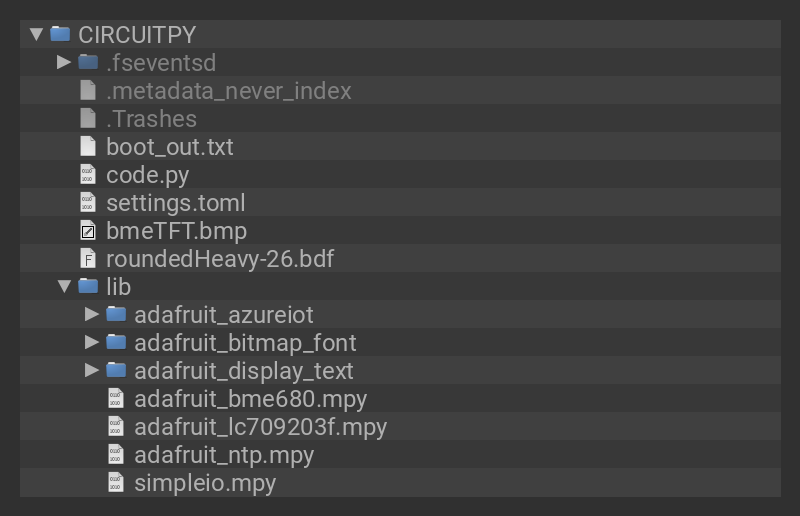 CIRCUITPY
.fseventsd
.metadata_never_index
.Trashes
boot_out.txt
code.py
settings.toml
bmeTFT.bmp
roundedHeavy-26.bdf
lib
adafruit_azureiot
adafruit_bitmap_font
adafruit_display_text
adafruit_bme680.mpy
adafruit_lc709203f.mpy
adafruit_ntp.mpy
simpleio.mpy